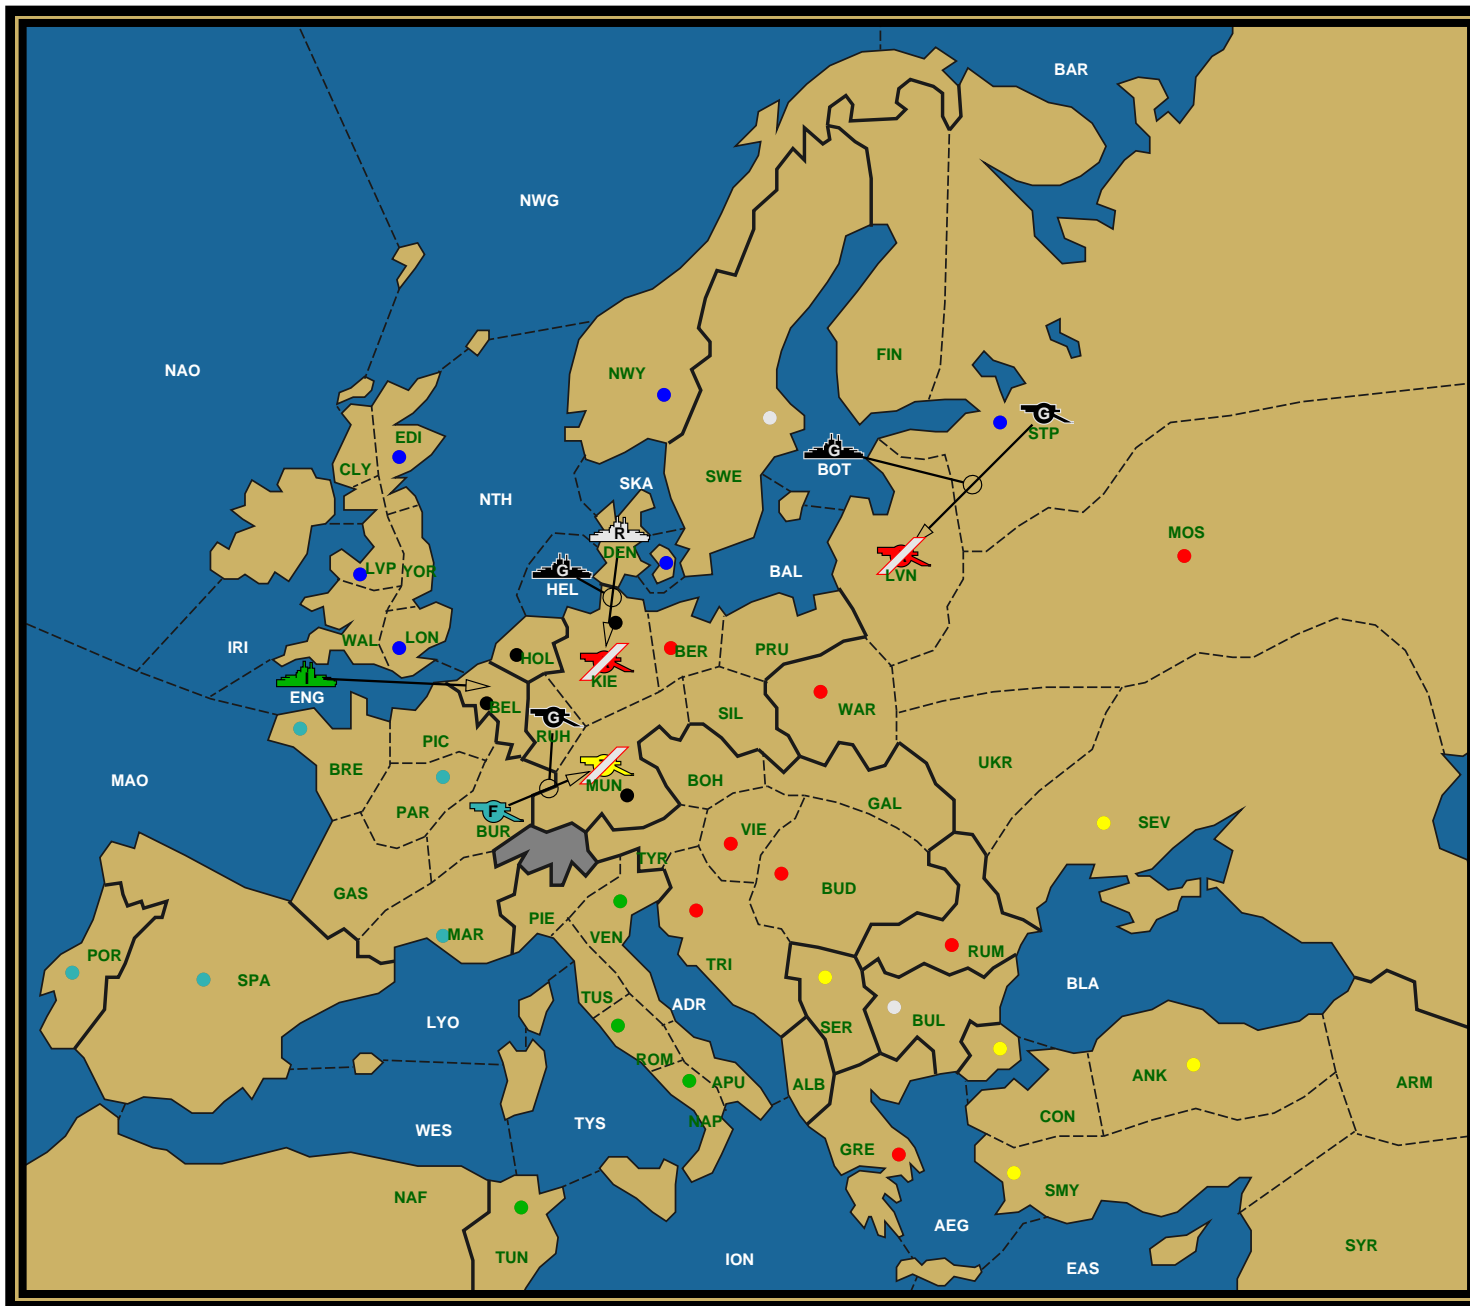 BAR
NWG
NAO
FIN
NWY
G
STP
EDI
G
BOT
CLY
SKA
SWE
NTH
R
DEN
MOS
LVN
G
HEL
BAL
LVP
YOR
IRI
WAL
LON
HOL
KIE
BER
PRU
I
ENG
BEL
G
RUH
SIL
WAR
PIC
BRE
MUN
BOH
UKR
MAO
PAR
F
BUR
GAL
SEV
VIE
TYR
BUD
GAS
PIE
VEN
MAR
POR
SPA
TRI
RUM
BLA
TUS
ADR
LYO
SER
BUL
ROM
APU
ALB
ANK
ARM
NAP
CON
WES
TYS
GRE
NAF
SMY
AEG
TUN
ION
EAS
SYR